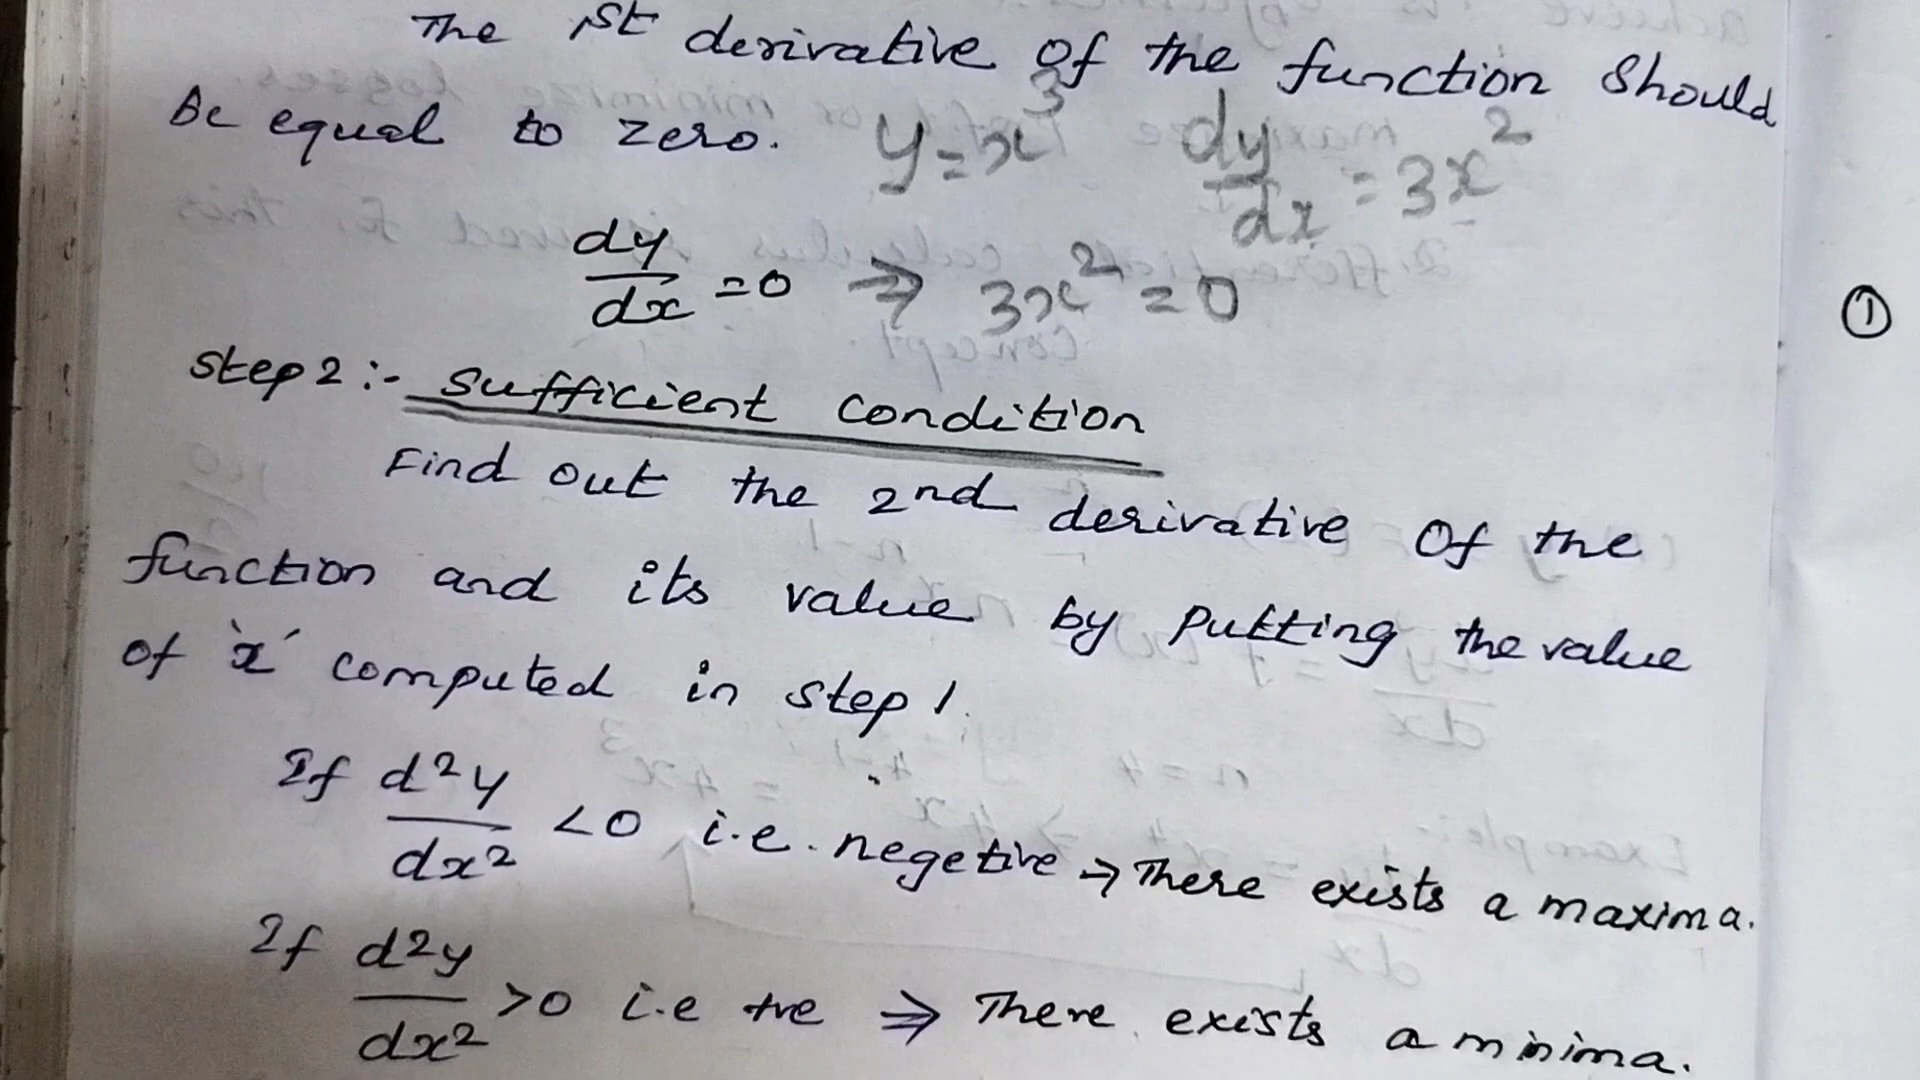 The 1st derivative of the function should
be equal to zero. y=x³ dy/dx = 3x²
dy/dx =0 ⇒ 3x² = 0
①
Step 2 :- Sufficient Condition
Find out the 2nd derivative of the
function and its value by putting the value
of 'x' computed in step 1.
If d²y/dx² <0 i.e. negetive → There exists a maxima.
If d²y/dx² >0 i.e +ve ⇒ There exists a minima.